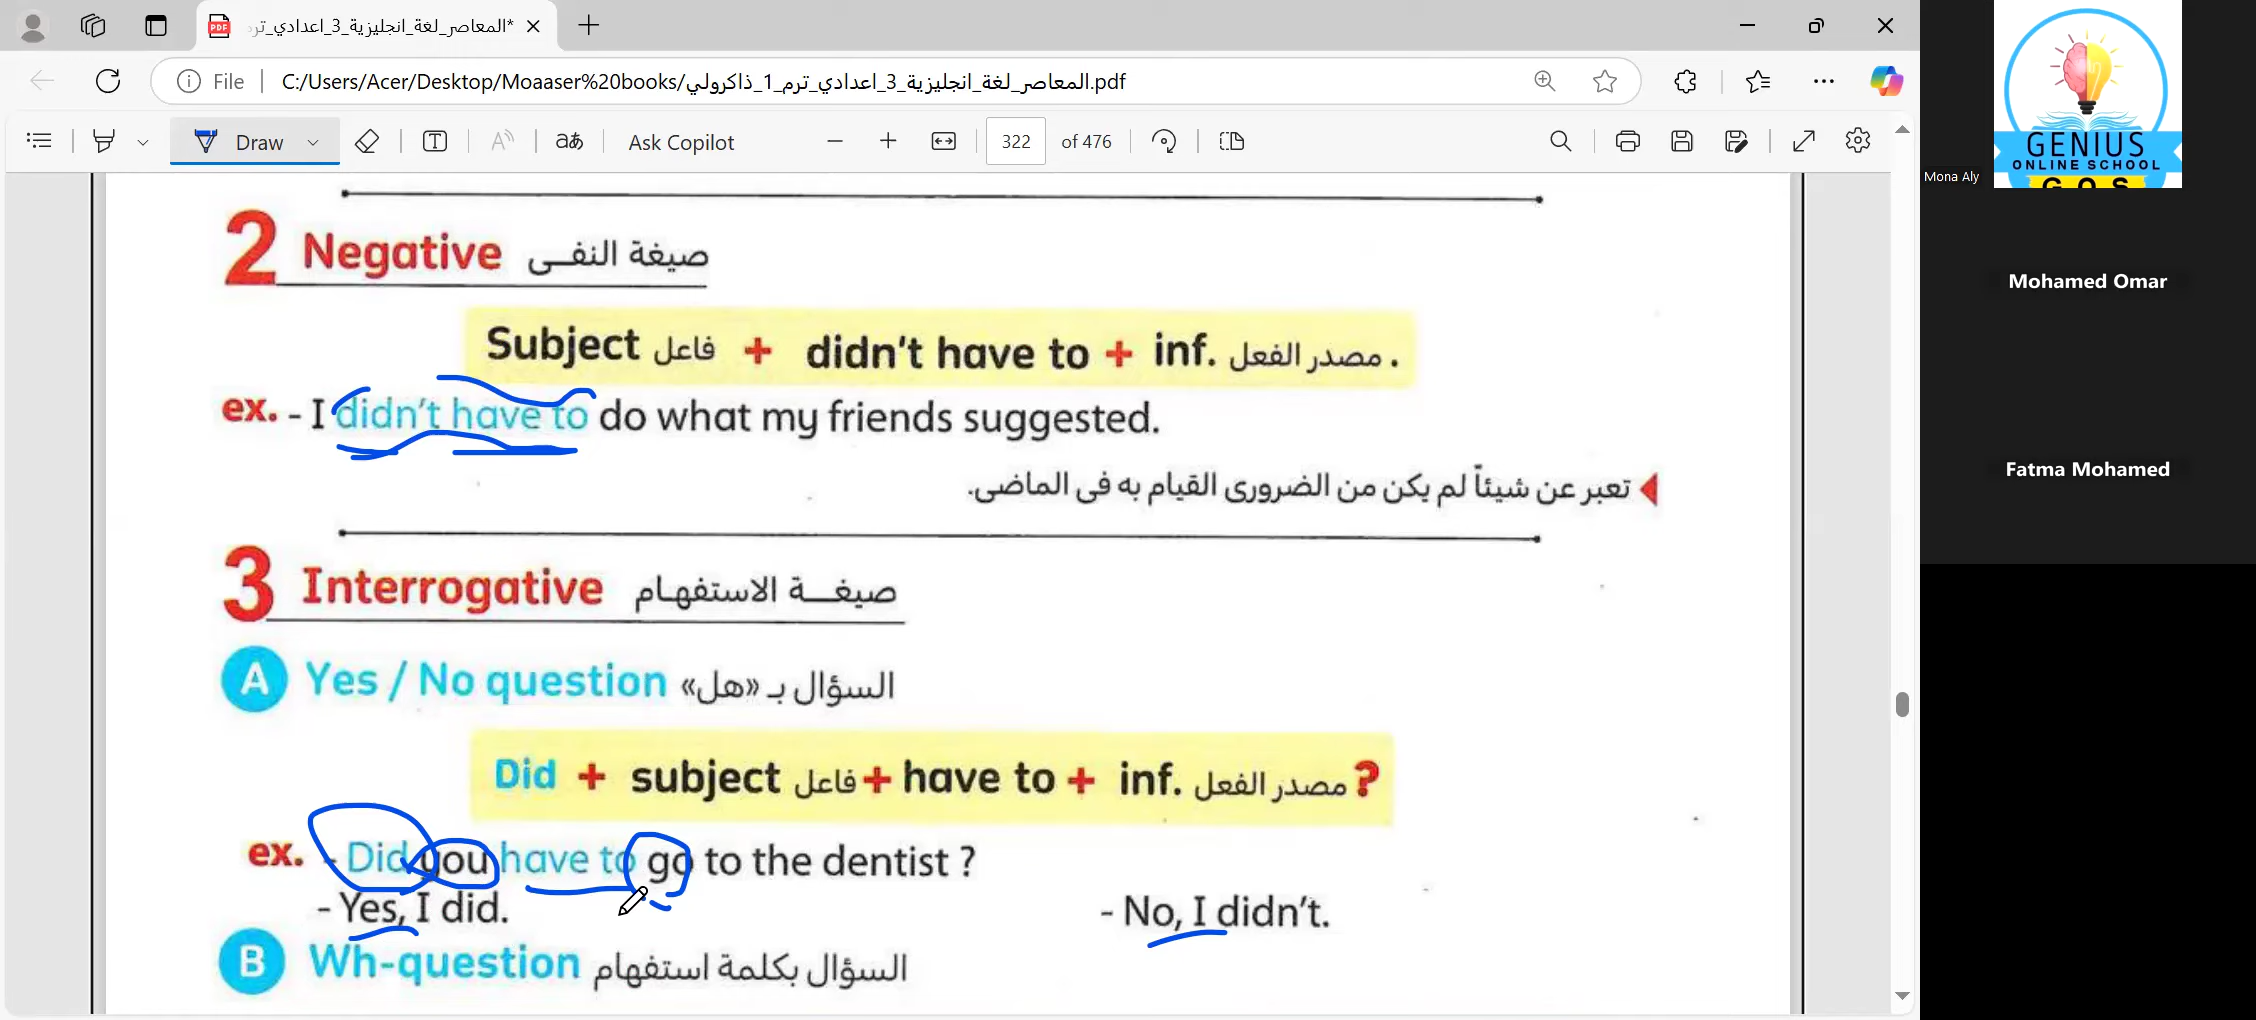 المعاصر_لغة_انجليزية_3_اعدادي_تر*
File C:/Users/Acer/Desktop/Moaaser%20books/المعاصر_لغة_انجليزية_3_اعدادي_ترم_1_ذاكرولي.pdf
Draw Ask Copilot 322 of 476
2 Negative صيغة النفى
Subject فاعل + didn't have to + inf. مصدر الفعل .
ex. - I didn't have to do what my friends suggested.
تعبر عن شيئاً لم يكن من الضرورى القيام به فى الماضى.
3 Interrogative صيغة الاستفهام
A Yes / No question السؤال بـ «هل»
Did + subject فاعل + have to + inf. مصدر الفعل ?
ex. - Did you have to go to the dentist ?
- Yes, I did. - No, I didn't.
B Wh-question السؤال بكلمة استفهام
GENIUS
ONLINE SCHOOL
GOS
Mona Aly
Mohamed Omar
Fatma Mohamed